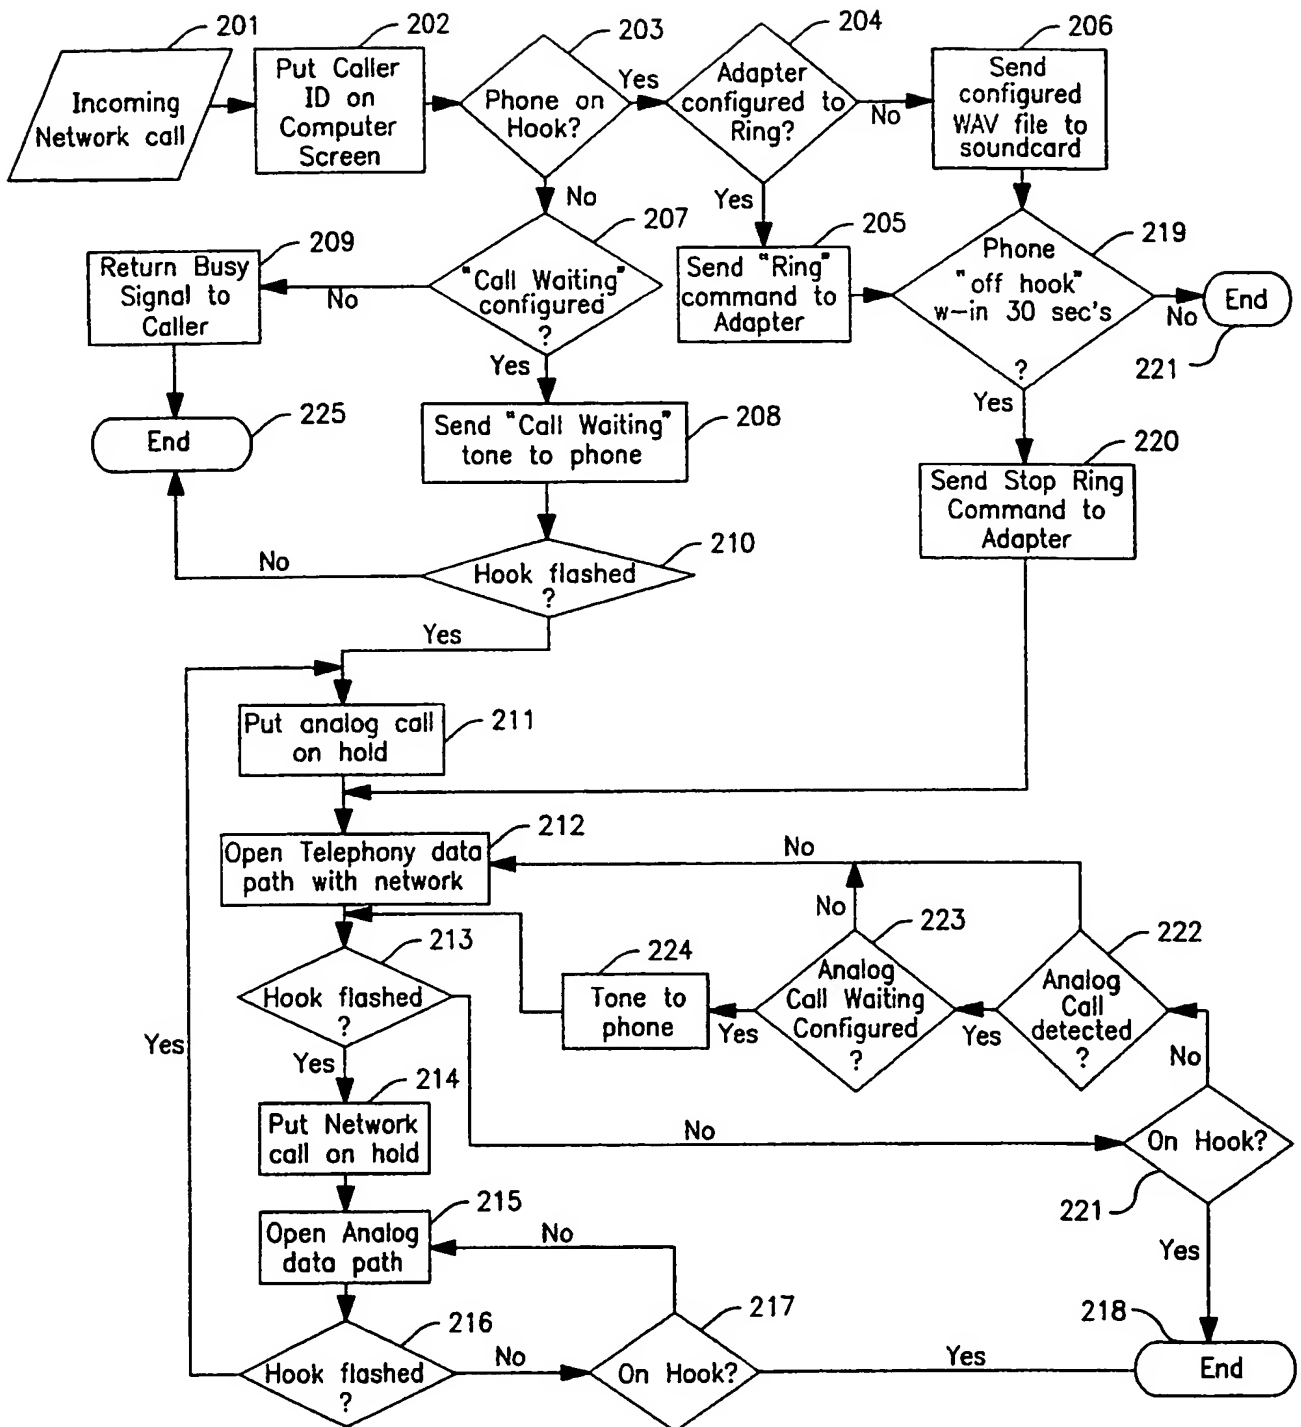 201
202
203
204
206
Incoming
Network call
Put Caller
ID on
Computer
Screen
Phone on
Hook?
Yes
Adapter
configured to
Ring?
No
Send
configured
WAV file to
soundcard
No
Yes
207
205
219
209
Return Busy
Signal to
Caller
No
"Call Waiting"
configured
?
Send "Ring"
command to
Adapter
Phone
"off hook"
w-in 30 sec's
?
No
End
221
Yes
Yes
225
End
Send "Call Waiting"
tone to phone
208
220
Send Stop Ring
Command to
Adapter
No
210
Hook flashed
?
Yes
Put analog call
on hold
211
212
Open Telephony data
path with network
No
No
213
Hook flashed
?
224
Tone to
phone
Yes
223
Analog
Call Waiting
Configured
?
Yes
222
Analog
Call
detected
?
No
Yes
Yes
214
Put Network
call on hold
No
On Hook?
221
215
Open Analog
data path
No
Yes
216
Hook flashed
?
No
217
On Hook?
Yes
218
End